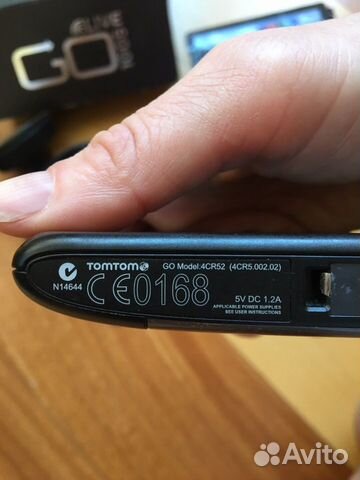 GO LIVE
TOMTOM
GO Model:4CR52 (4CR5.002.02)
N14644
CE0168
5V DC 1.2A
APPLICABLE POWER SUPPLIES
SEE USER INSTRUCTIONS
Avito